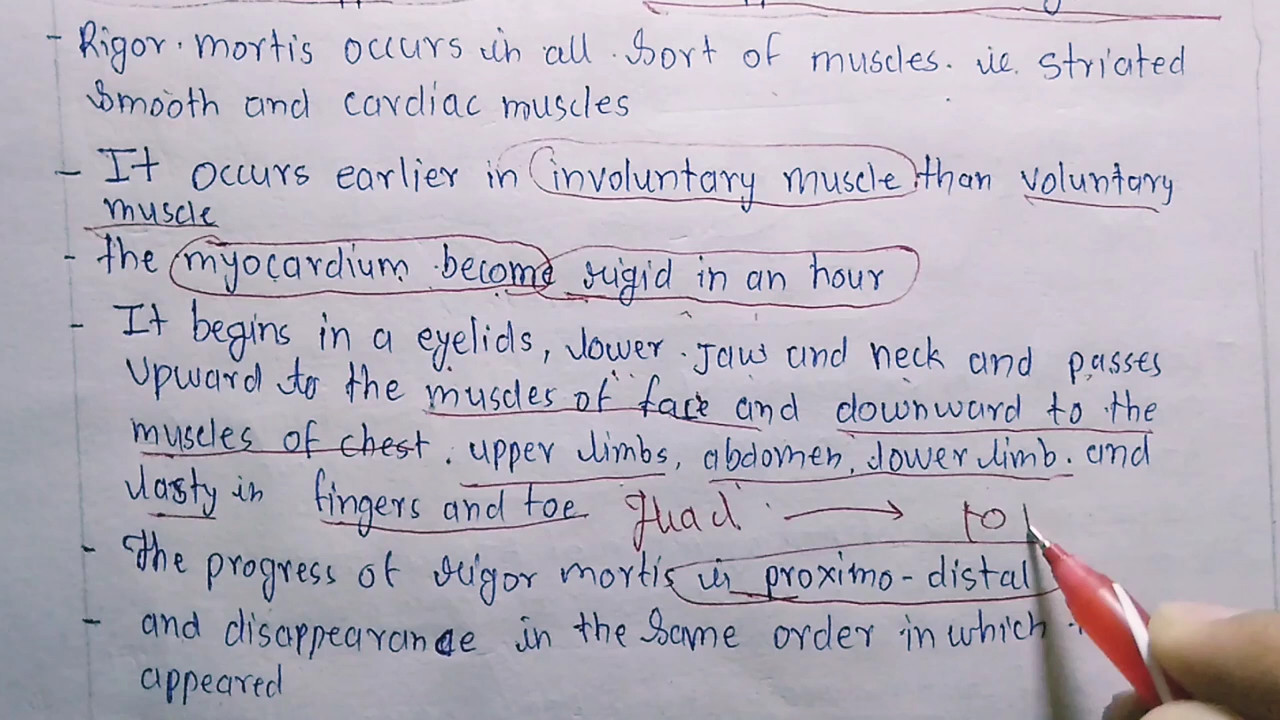 - Rigor mortis occurs in all sort of muscles. ie. striated
smooth and cardiac muscles
- It occurs earlier in involuntary muscle than voluntary
muscle
- the myocardium become rigid in an hour
- It begins in a eyelids, lower jaw and neck and passes
upward to the muscles of face and downward to the
muscles of chest. upper limbs, abdomen, lower limb. and
lasty in fingers and toe. Head → to
- The progress of rigor mortis is proximo-distal
- and disappearance in the same order in which
appeared